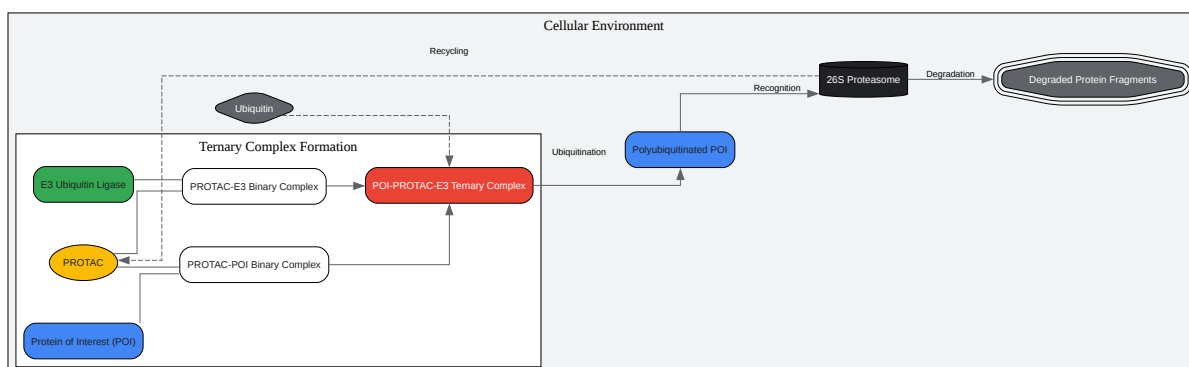 Cellular Environment
Recycling
26S Proteasome
Degradation
Degraded Protein Fragments
Recognition
Ubiquitin
Ternary Complex Formation
Ubiquitination
Polyubiquitinated POI
E3 Ubiquitin Ligase
PROTAC-E3 Binary Complex
POI-PROTAC-E3 Ternary Complex
PROTAC
PROTAC-POI Binary Complex
Protein of Interest (POI)